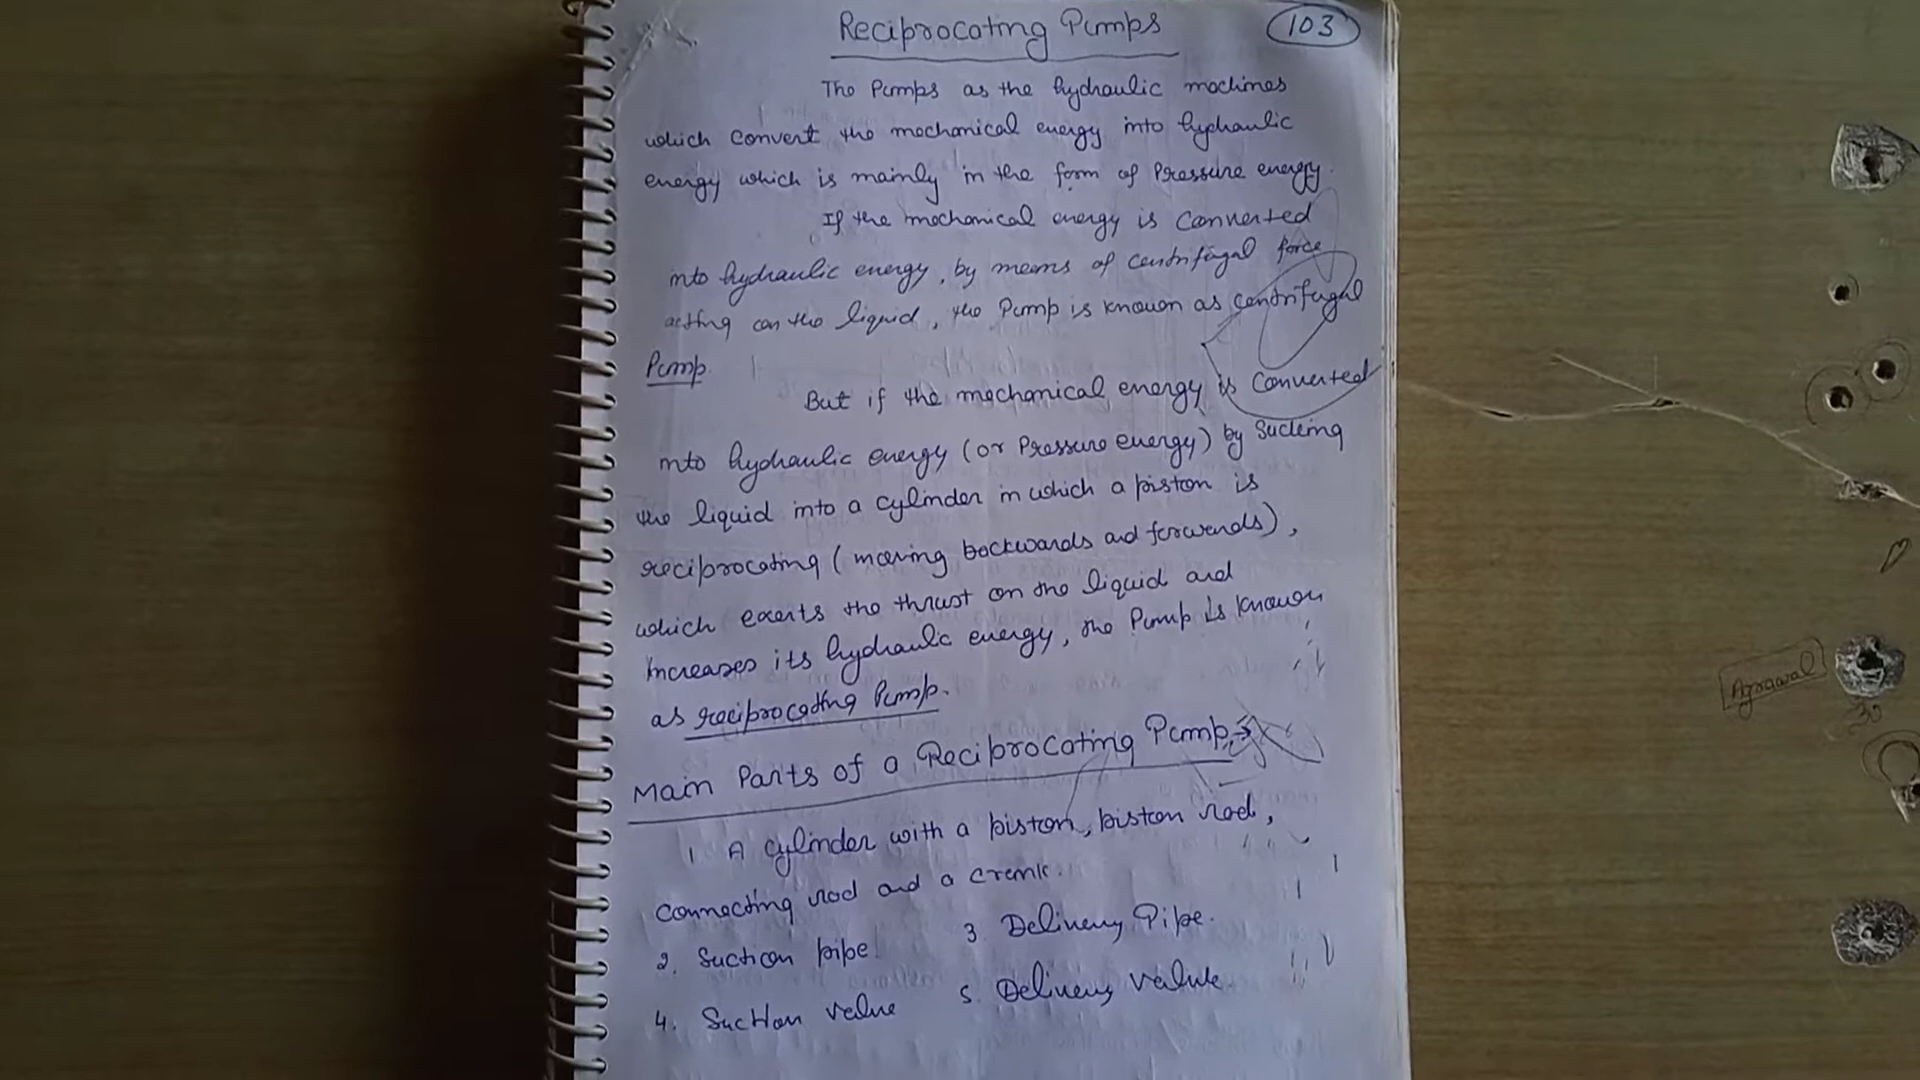 Reciprocating Pumps
103
The Pumps as the hydraulic machines
which convert the mechanical energy into hydraulic
energy which is mainly in the form of Pressure energy.
If the mechanical energy is Converted
into hydraulic energy, by means of centrifugal force
acting on the liquid, the Pump is known as centrifugal
Pump.
But if the mechanical energy is Converted
into hydraulic energy (or Pressure energy) by Sucking
the liquid into a cylinder in which a piston is
reciprocating (moving backwards and forwards),
which exerts the thrust on the liquid and
increases its hydraulic energy, the Pump is known
as reciprocating Pump.
Main Parts of a Reciprocating Pump
1 A cylinder with a piston, piston rod,
Connecting rod and a crank.
2. Suction pipe 3. Delivery Pipe.
4. Suction valve 5. Delivery valve.
Agrawal
30